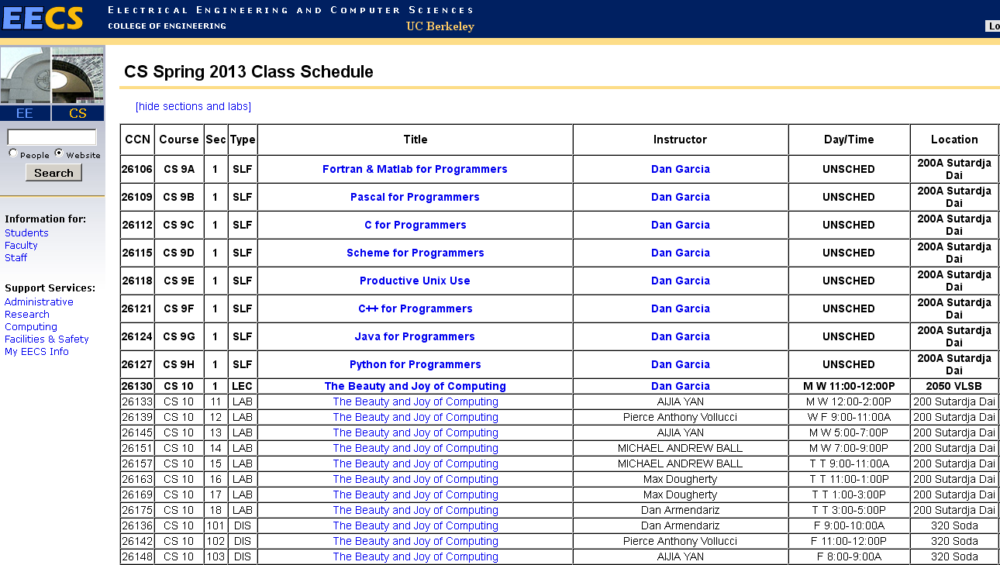 EECS
ELECTRICAL ENGINEERING AND COMPUTER SCIENCES
COLLEGE OF ENGINEERING UC Berkeley
Lo
EE CS
People Website
Search
Information for:
Students
Faculty
Staff
Support Services:
Administrative
Research
Computing
Facilities & Safety
My EECS Info
CS Spring 2013 Class Schedule
[hide sections and labs]
CCN Course Sec Type Title Instructor Day/Time Location
26106 CS 9A 1 SLF Fortran & Matlab for Programmers Dan Garcia UNSCHED 200A Sutardja
Dai
26109 CS 9B 1 SLF Pascal for Programmers Dan Garcia UNSCHED 200A Sutardja
Dai
26112 CS 9C 1 SLF C for Programmers Dan Garcia UNSCHED 200A Sutardja
Dai
26115 CS 9D 1 SLF Scheme for Programmers Dan Garcia UNSCHED 200A Sutardja
Dai
26118 CS 9E 1 SLF Productive Unix Use Dan Garcia UNSCHED 200A Sutardja
Dai
26121 CS 9F 1 SLF C++ for Programmers Dan Garcia UNSCHED 200A Sutardja
Dai
26124 CS 9G 1 SLF Java for Programmers Dan Garcia UNSCHED 200A Sutardja
Dai
26127 CS 9H 1 SLF Python for Programmers Dan Garcia UNSCHED 200A Sutardja
Dai
26130 CS 10 1 LEC The Beauty and Joy of Computing Dan Garcia M W 11:00-12:00P 2050 VLSB
26133 CS 10 11 LAB The Beauty and Joy of Computing AIJIA YAN M W 12:00-2:00P 200 Sutardja Dai
26139 CS 10 12 LAB The Beauty and Joy of Computing Pierce Anthony Vollucci W F 9:00-11:00A 200 Sutardja Dai
26145 CS 10 13 LAB The Beauty and Joy of Computing AIJIA YAN M W 5:00-7:00P 200 Sutardja Dai
26151 CS 10 14 LAB The Beauty and Joy of Computing MICHAEL ANDREW BALL M W 7:00-9:00P 200 Sutardja Dai
26157 CS 10 15 LAB The Beauty and Joy of Computing MICHAEL ANDREW BALL T T 9:00-11:00A 200 Sutardja Dai
26163 CS 10 16 LAB The Beauty and Joy of Computing Max Dougherty T T 11:00-1:00P 200 Sutardja Dai
26169 CS 10 17 LAB The Beauty and Joy of Computing Max Dougherty T T 1:00-3:00P 200 Sutardja Dai
26175 CS 10 18 LAB The Beauty and Joy of Computing Dan Armendariz T T 3:00-5:00P 200 Sutardja Dai
26136 CS 10 101 DIS The Beauty and Joy of Computing Dan Armendariz F 9:00-10:00A 320 Soda
26142 CS 10 102 DIS The Beauty and Joy of Computing Pierce Anthony Vollucci F 11:00-12:00P 320 Soda
26148 CS 10 103 DIS The Beauty and Joy of Computing AIJIA YAN F 8:00-9:00A 320 Soda